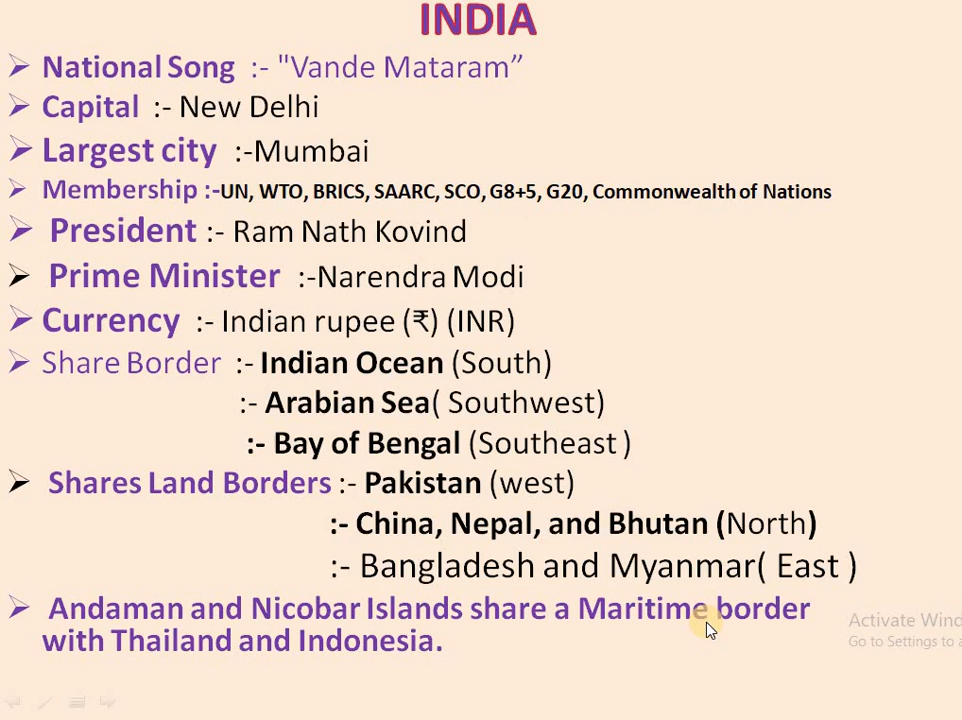 INDIA
National Song :- "Vande Mataram”
Capital :- New Delhi
Largest city :-Mumbai
Membership :-UN, WTO, BRICS, SAARC, SCO, G8+5, G20, Commonwealth of Nations
President :- Ram Nath Kovind
Prime Minister :-Narendra Modi
Currency :- Indian rupee (₹) (INR)
Share Border :- Indian Ocean (South)
:- Arabian Sea( Southwest)
:- Bay of Bengal (Southeast )
Shares Land Borders :- Pakistan (west)
:- China, Nepal, and Bhutan (North)
:- Bangladesh and Myanmar( East )
Andaman and Nicobar Islands share a Maritime border
with Thailand and Indonesia.
Activate Wind
Go to Settings to a